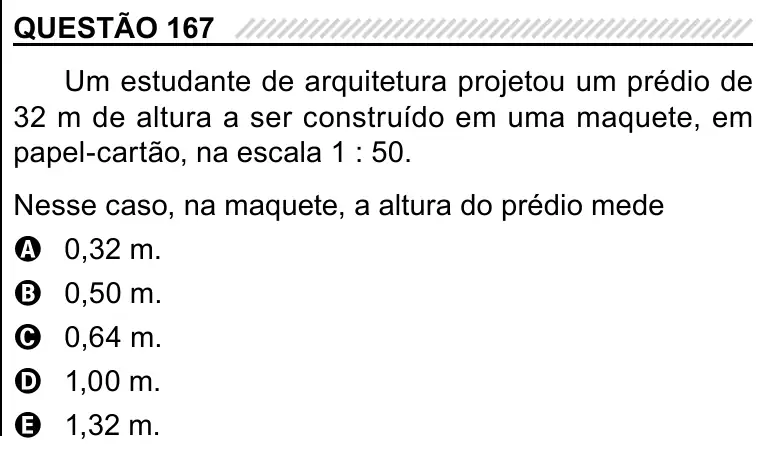 QUESTÃO 167
Um estudante de arquitetura projetou um prédio de
32 m de altura a ser construído em uma maquete, em
papel-cartão, na escala 1 : 50.
Nesse caso, na maquete, a altura do prédio mede
A 0,32 m.
B 0,50 m.
C 0,64 m.
D 1,00 m.
E 1,32 m.